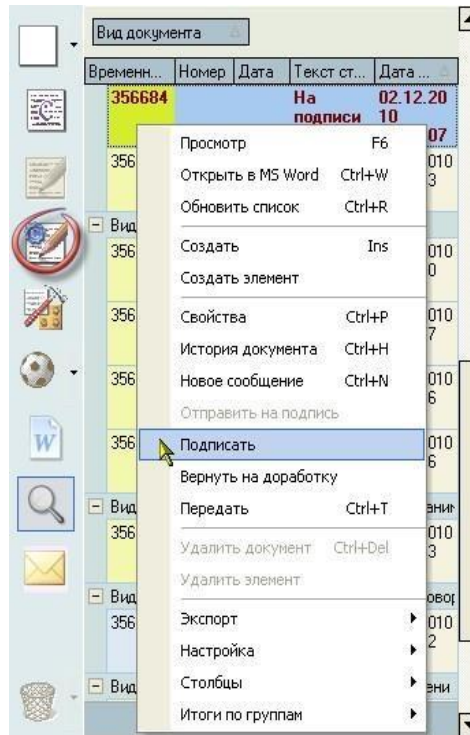 Вид документа
Временн... Номер Дата Текст ст... Дата ...
356684 На подписи 02.12.20 10 07
Просмотр F6
356 010 3
Открыть в MS Word Ctrl+W
Обновить список Ctrl+R
Вид
Создать Ins
356 010 0
Создать элемент
356 010 7
Свойства Ctrl+P
История документа Ctrl+H
356 010 6
Новое сообщение Ctrl+N
Отправить на подпись
356 010 6
Подписать
Вернуть на доработку
Вид
Передать Ctrl+T
356 010 3
Удалить документ Ctrl+Del
Удалить элемент
Вид
356 010 2
Экспорт
Настройка
Вид ени
Столбцы
Итоги по группам
W